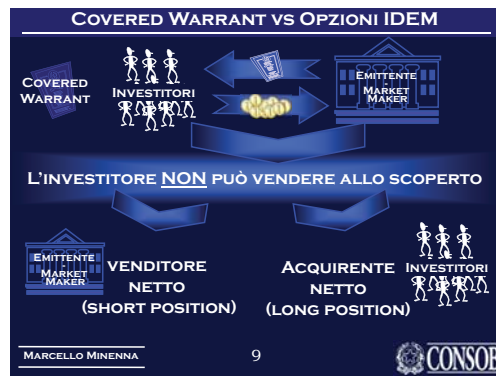 COVERED WARRANT VS OPZIONI IDEM
COVERED
WARRANT
INVESTITORI
EMITTENTE
-
MARKET
MAKER
L'INVESTITORE NON PUÒ VENDERE ALLO SCOPERTO
EMITTENTE
-
MARKET
MAKER
VENDITORE
NETTO
(SHORT POSITION)
ACQUIRENTE
NETTO
(LONG POSITION)
INVESTITORI
MARCELLO MINENNA
9
CONSOB